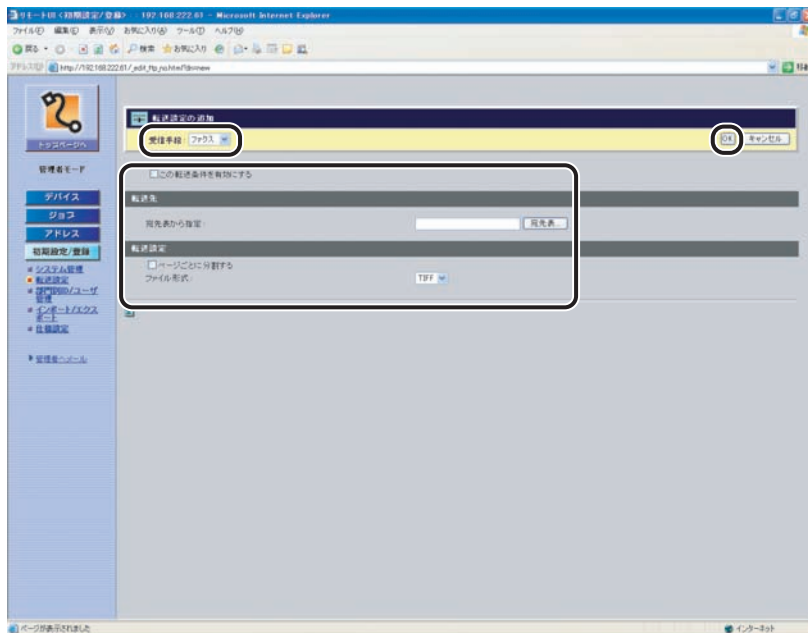 リモートUI <初期設定/登録> : 192.168.222.61 - Microsoft Internet Explorer
ファイル(F) 編集(E) 表示(V) お気に入り(A) ツール(T) ヘルプ(H)
戻る 検索 お気に入り
アドレス(D) http://192.168.222.61/ 移動
転送設定の追加
受信手段: ファクス OK キャンセル
トップページへ
管理者モード
この転送条件を有効にする
デバイス
転送先
ジョブ
宛先表から指定: 宛先表...
アドレス
初期設定/登録
転送設定
システム管理
ページごとに分割する
転送設定
ファイル形式: TIFF
部門別ID/ユーザ
管理
インポート/エクス
ポート
仕様設定
管理者へメール
ページが表示されました インターネット